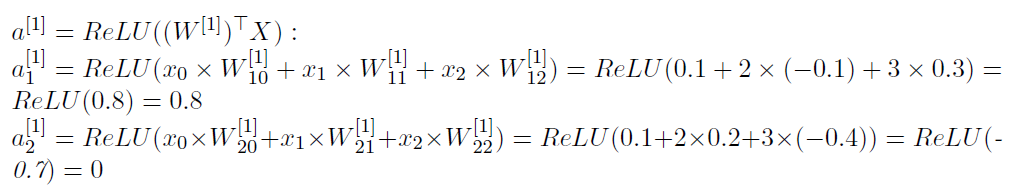 a^{[1]} = ReLU((W^{[1]})^⊤X) :
a_1^{[1]} = ReLU(x_0 × W_{10}^{[1]} + x_1 × W_{11}^{[1]} + x_2 × W_{12}^{[1]}) = ReLU(0.1 + 2 × (−0.1) + 3 × 0.3) =
ReLU(0.8) = 0.8
a_2^{[1]} = ReLU(x_0×W_{20}^{[1]}+x_1×W_{21}^{[1]}+x_2×W_{22}^{[1]}) = ReLU(0.1+2×0.2+3×(−0.4)) = ReLU(-
0.7) = 0